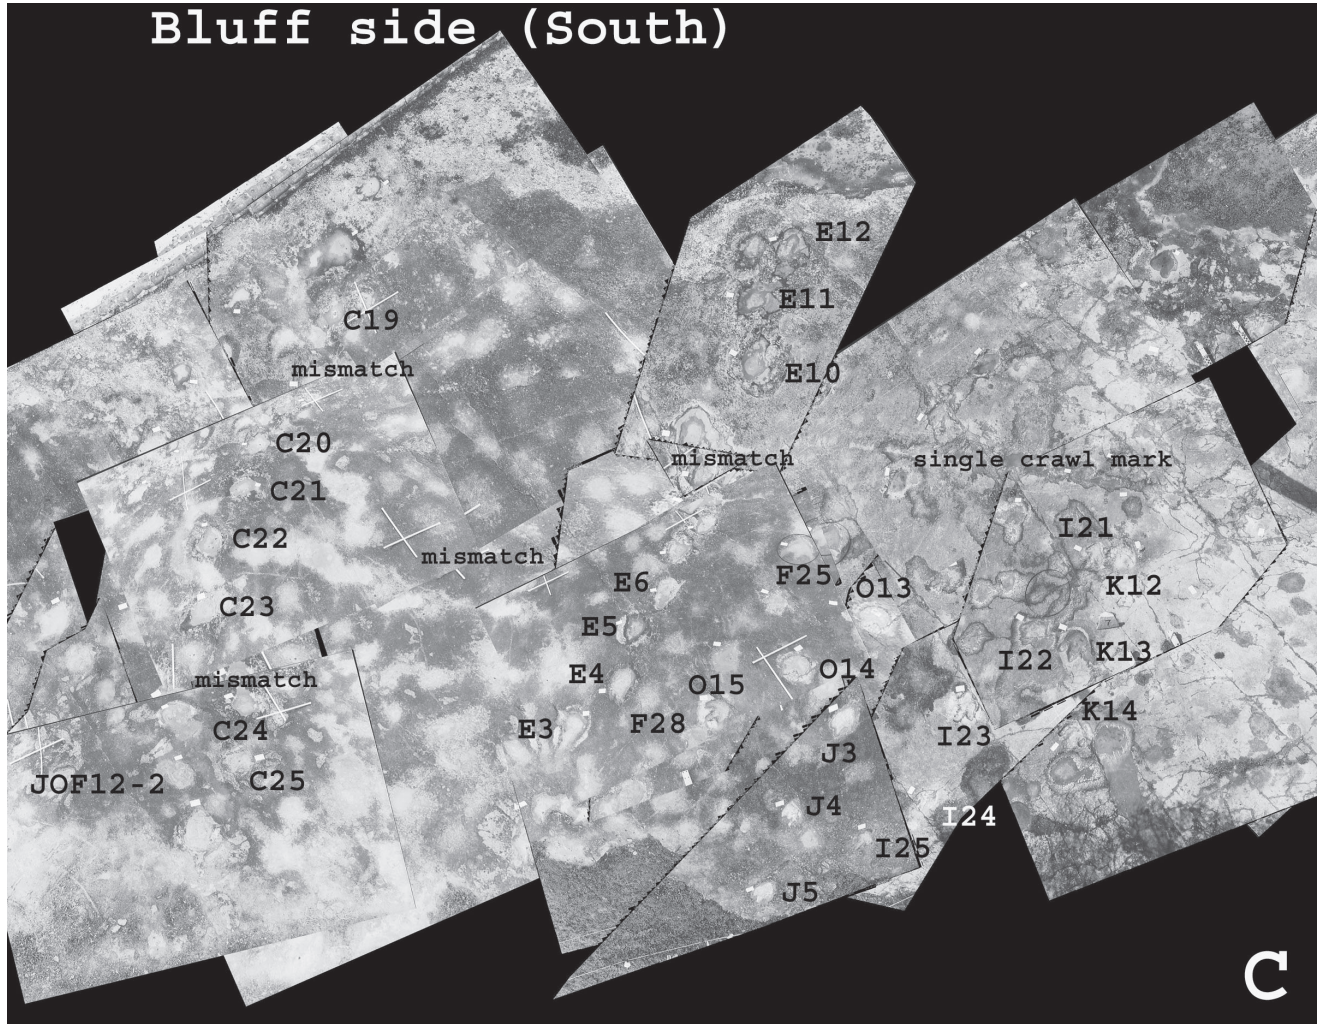 Bluff side (South)
E12
E11
C19
mismatch
E10
C20
mismatch
single crawl mark
C21
I21
C22
mismatch
E6
F25
O13
K12
C23
E5
K13
I22
E4
O14
mismatch
O15
K14
C24
E3
F28
I23
J3
JOF12-2
C25
J4
I24
I25
J5
C